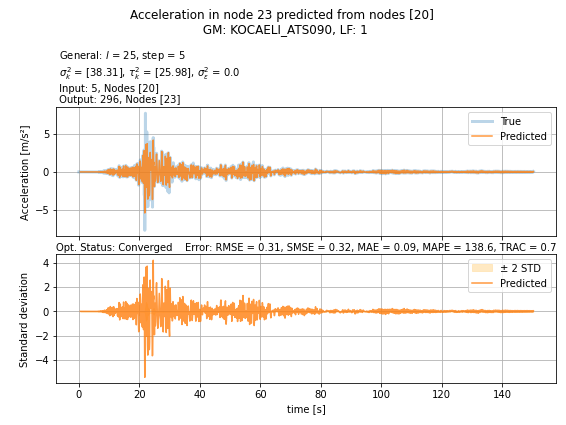 Acceleration in node 23 predicted from nodes [20]
GM: KOCAELI_ATS090, LF: 1
General: l = 25, step = 5
σ²ₖ = [38.31], τ²ₖ = [25.98], σ²ε = 0.0
Input: 5, Nodes [20]
Output: 296, Nodes [23]
Acceleration [m/s²]
5
0
−5
True
Predicted
Opt. Status: Converged Error: RMSE = 0.31, SMSE = 0.32, MAE = 0.09, MAPE = 138.6, TRAC = 0.7
Standard deviation
4
2
0
−2
−4
± 2 STD
Predicted
0 20 40 60 80 100 120 140
time [s]